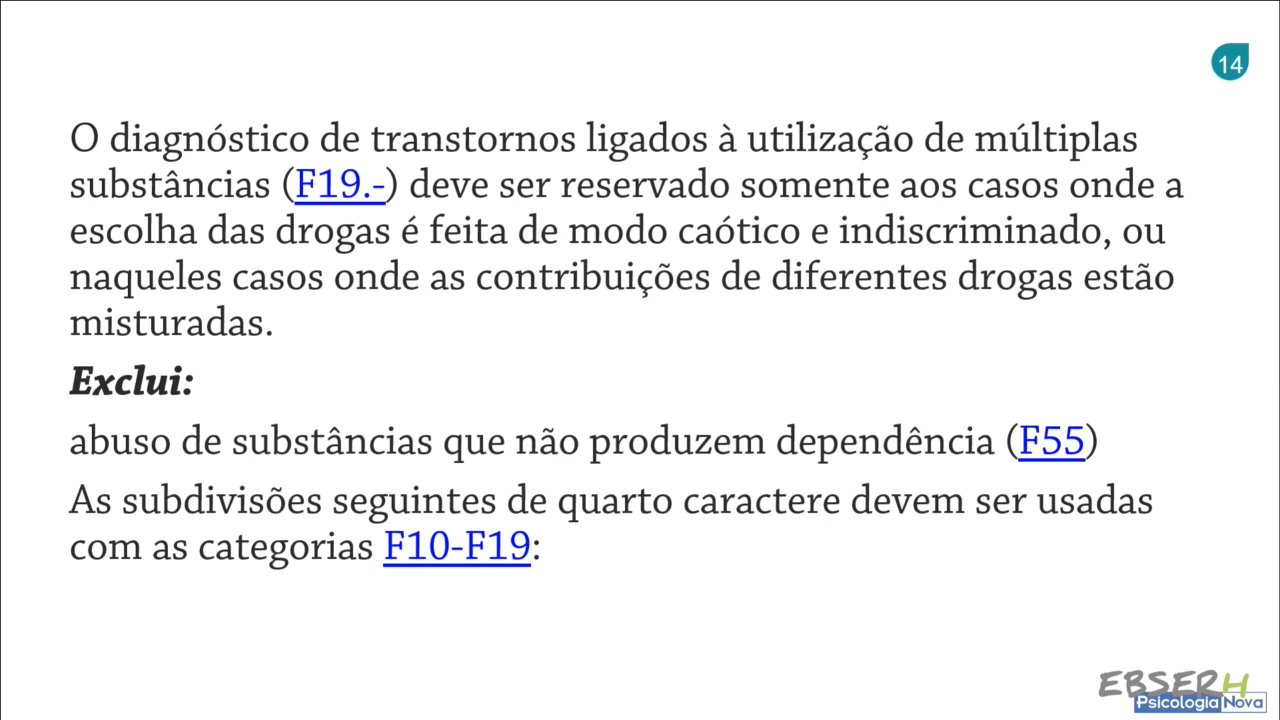 14
O diagnóstico de transtornos ligados à utilização de múltiplas
substâncias (F19.-) deve ser reservado somente aos casos onde a
escolha das drogas é feita de modo caótico e indiscriminado, ou
naqueles casos onde as contribuições de diferentes drogas estão
misturadas.
Exclui:
abuso de substâncias que não produzem dependência (F55)
As subdivisões seguintes de quarto caractere devem ser usadas
com as categorias F10-F19:
EBSERH
Psicologia Nova